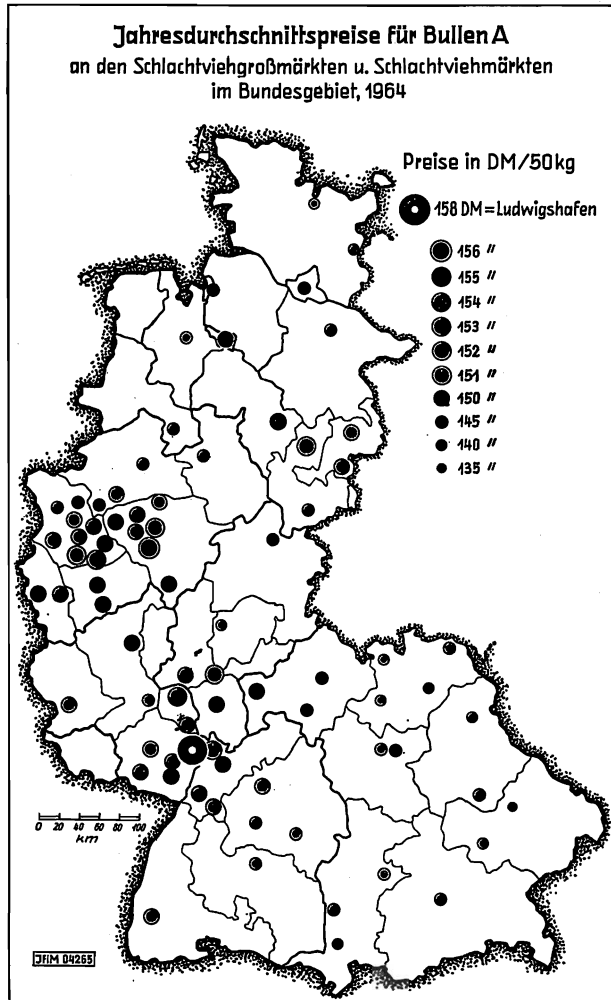 Jahresdurchschnittspreise für Bullen A
an den Schlachtviehgroßmärkten u. Schlachtviehmärkten
im Bundesgebiet, 1964
Preise in DM/50kg
158 DM = Ludwigshafen
156 "
155 "
154 "
153 "
152 "
151 "
150 "
145 "
140 "
135 "
0 20 40 60 80 100
km
JfIM 04265